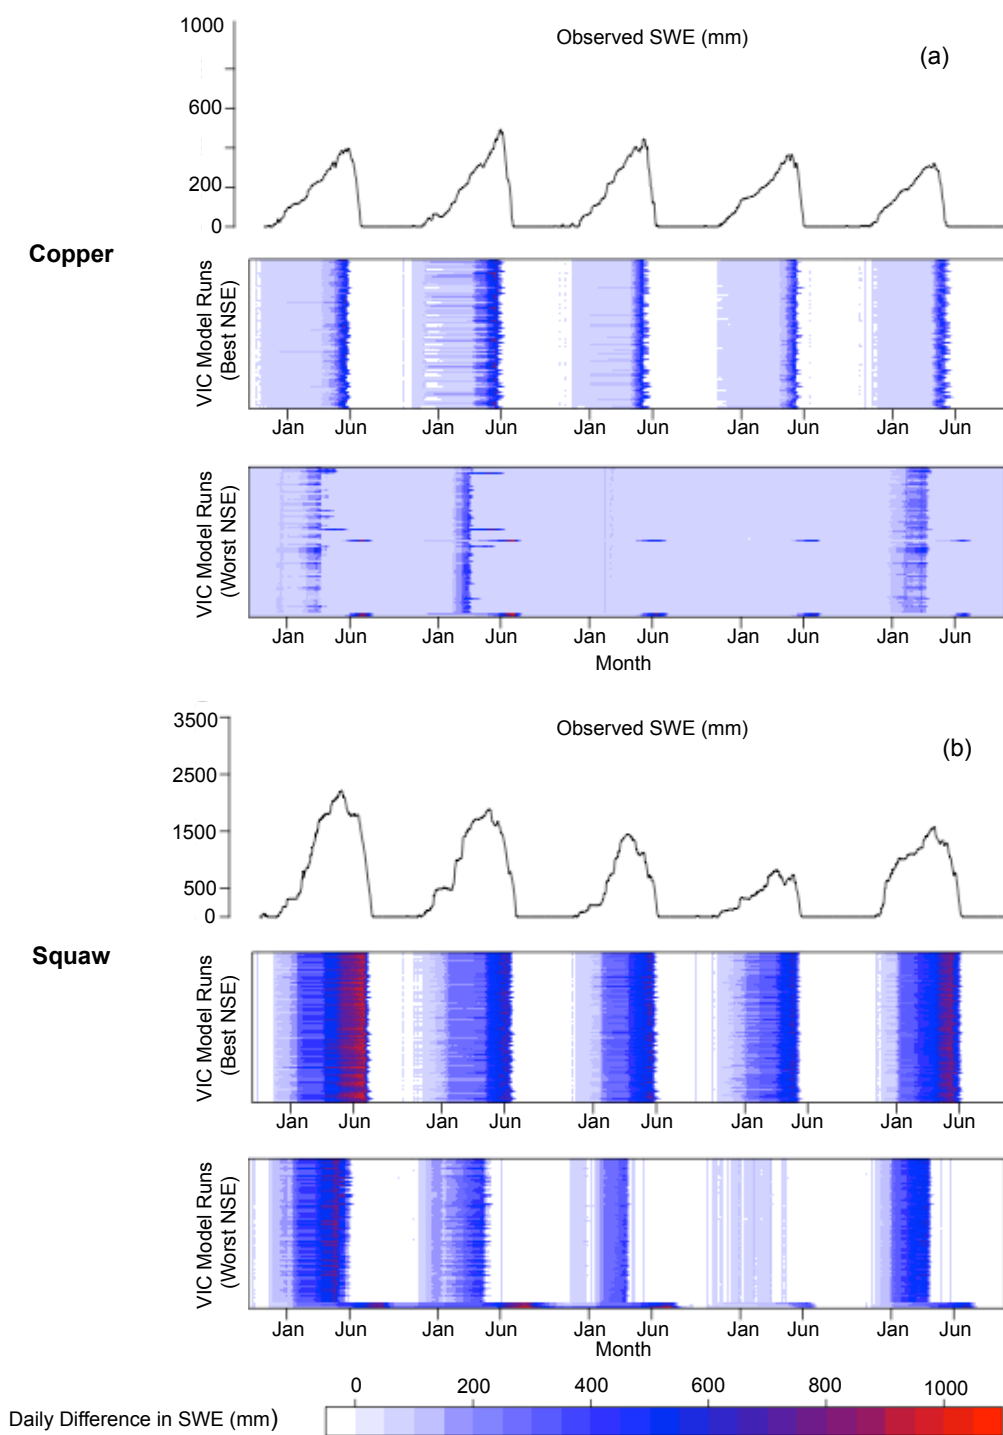 1000
Observed SWE (mm)
(a)
600
200
0
Copper
VIC Model Runs
(Best NSE)
Jan Jun Jan Jun Jan Jun Jan Jun Jan Jun
VIC Model Runs
(Worst NSE)
Jan Jun Jan Jun Jan Jun Jan Jun Jan Jun
Month
3500
Observed SWE (mm)
(b)
2500
1500
500
0
Squaw
VIC Model Runs
(Best NSE)
Jan Jun Jan Jun Jan Jun Jan Jun Jan Jun
VIC Model Runs
(Worst NSE)
Jan Jun Jan Jun Jan Jun Jan Jun Jan Jun
Month
0 200 400 600 800 1000
Daily Difference in SWE (mm)